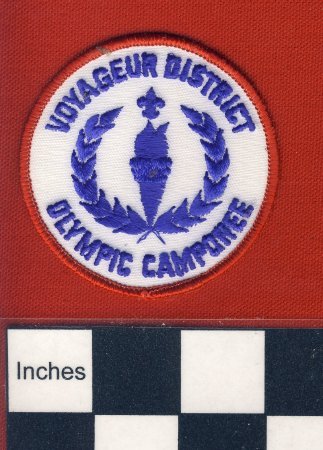 VOYAGEUR DISTRICT
OLYMPIC CAMPOREE
Inches